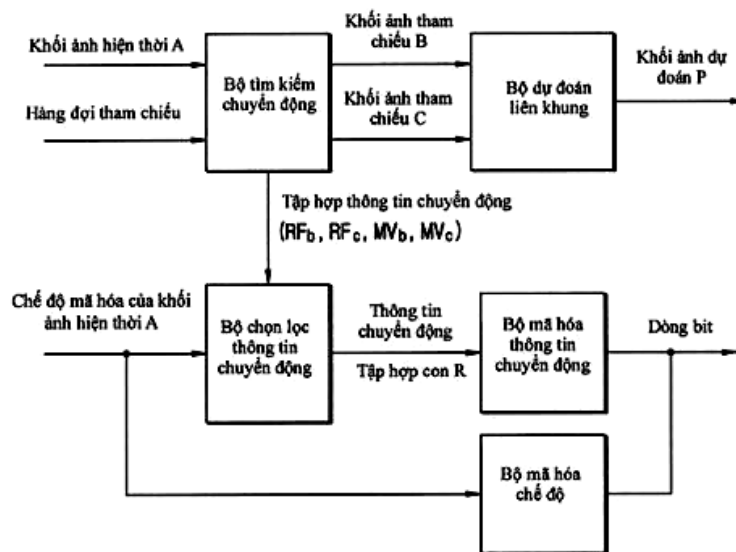 Khối ảnh hiện thời A
Hàng đợi tham chiếu
Bộ tìm kiếm
chuyển động
Khối ảnh tham
chiếu B
Khối ảnh tham
chiếu C
Bộ dự đoán
liên khung
Khối ảnh dự
đoán P
Tập hợp thông tin chuyển động
(RFb, RFc, MVb, MVc)
Chế độ mã hóa của khối
ảnh hiện thời A
Bộ chọn lọc
thông tin
chuyển động
Thông tin
chuyển động
Tập hợp con R
Bộ mã hóa
thông tin
chuyển động
Dòng bit
Bộ mã hóa
chế độ